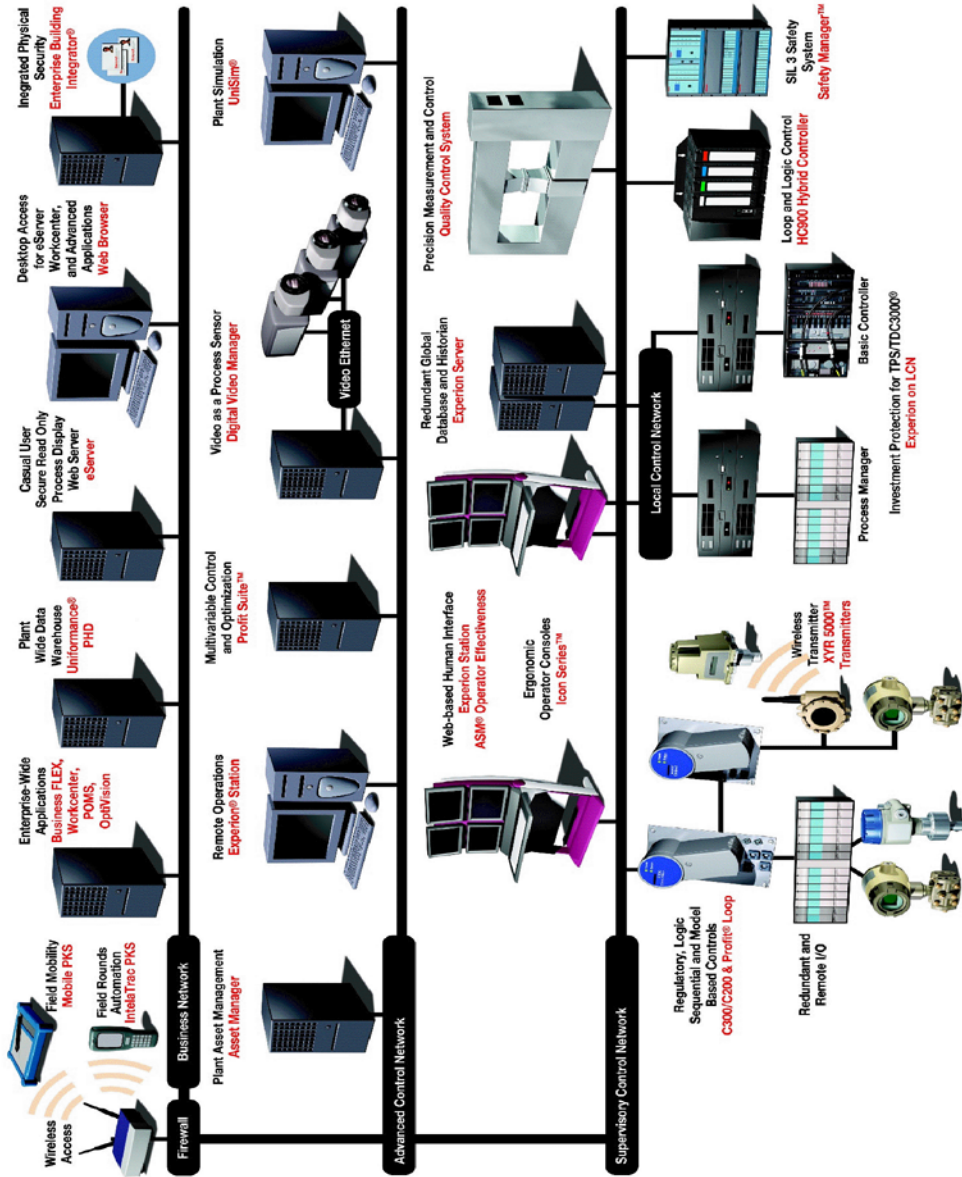 Wireless
Access
Field Mobility
Mobile PKS
Field Rounds
Automation
IntelaTrac PKS
Enterprise-Wide
Applications
Business FLEX,
Workcenter,
POMS,
OptiVision
Plant
Wide Data
Warehouse
Uniformance®
PHD
Casual User
Secure Read Only
Process Display
Web Server
eServer
Desktop Access
for eServer
Workcenter,
and Advanced
Applications
Web Browser
Inegrated Physical
Security
Enterprise Building
Integrator®
Firewall
Business Network
Plant Asset Management
Asset Manager
Remote Operations
Experion® Station
Multivariable Control
and Optimization
Profit Suite™
Video as a Process Sensor
Digital Video Manager
Video Ethernet
Plant Simulation
UniSim®
Advanced Control Network
Web-based Human Interface
Experion Station
ASM® Operator Effectiveness
Ergonomic
Operator Consoles
Icon Series™
Redundant Global
Database and Historian
Experion Server
Precision Measurement and Control
Quality Control System
Supervisory Control Network
Local Control Network
Regulatory, Logic
Sequential and Model
Based Controls
C300/C200 & Profit® Loop
Redundant and
Remote I/O
Wireless
Transmitter
XYR 5000™
Transmitters
Process Manager
Basic Controller
Investment Protection for TPS/TDC3000®
Experion on LCN
Loop and Logic Control
HC900 Hybrid Controller
SIL 3 Safety
System
Safety Manager™